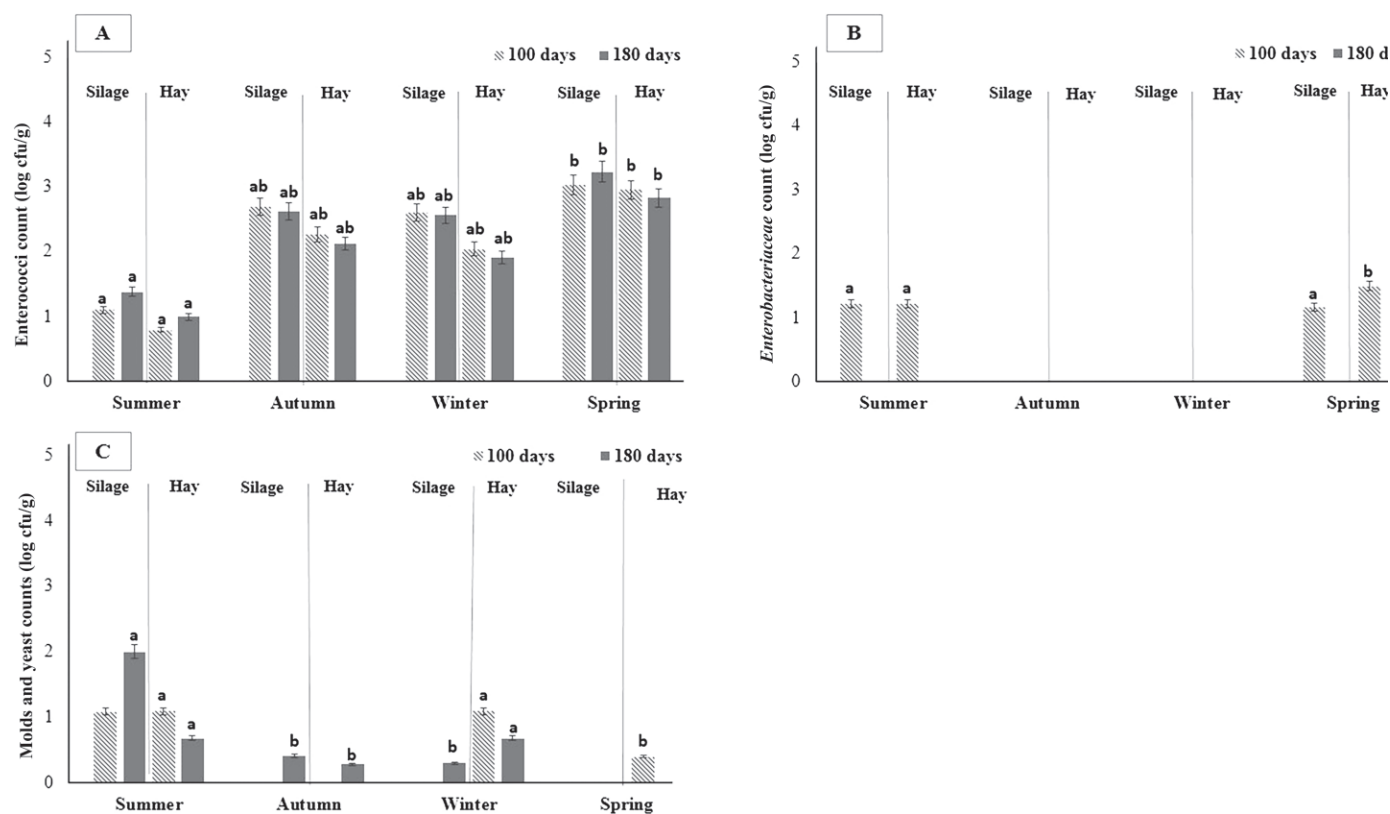 A
100 days 180 days
Silage Hay Silage Hay Silage Hay Silage Hay
Enterococci count (log cfu/g)
5
4
3
2
1
0
a a a a ab ab ab ab ab ab ab ab b b b b
Summer Autumn Winter Spring
B
100 days 180 d
Silage Hay Silage Hay Silage Hay Silage Hay
Enterobacteriaceae count (log cfu/g)
5
4
3
2
1
0
a a a b
Summer Autumn Winter Spring
C
100 days 180 days
Silage Hay Silage Hay Silage Hay Silage Hay
Molds and yeast counts (log cfu/g)
5
4
3
2
1
0
a a a b b b a a b
Summer Autumn Winter Spring